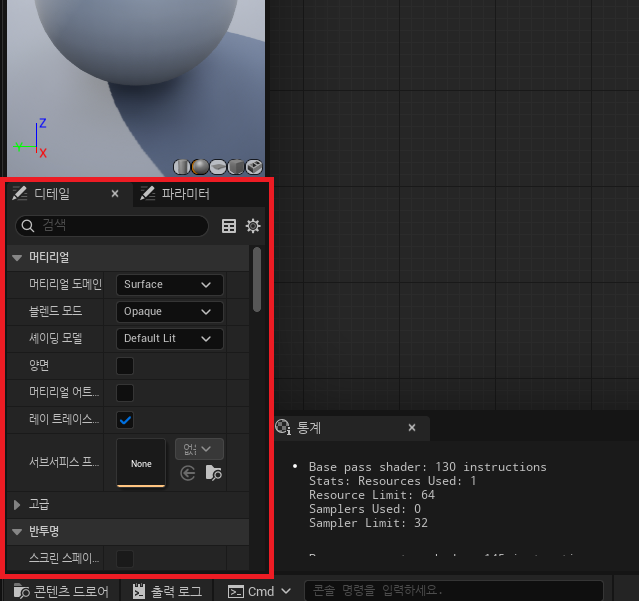 Z
X
디테일
파라미터
검색
머티리얼
머티리얼 도메인 Surface
블렌드 모드 Opaque
셰이딩 모델 Default Lit
양면
머티리얼 어트...
레이 트레이스...
서브서피스 프... None 없음
고급
반투명
스크린 스페이...
통계
Base pass shader: 130 instructions
Stats: Resources Used: 1
Resource Limit: 64
Samplers Used: 0
Sampler Limit: 32
콘텐츠 드로어 출력 로그 Cmd 콘솔 명령을 입력하세요.